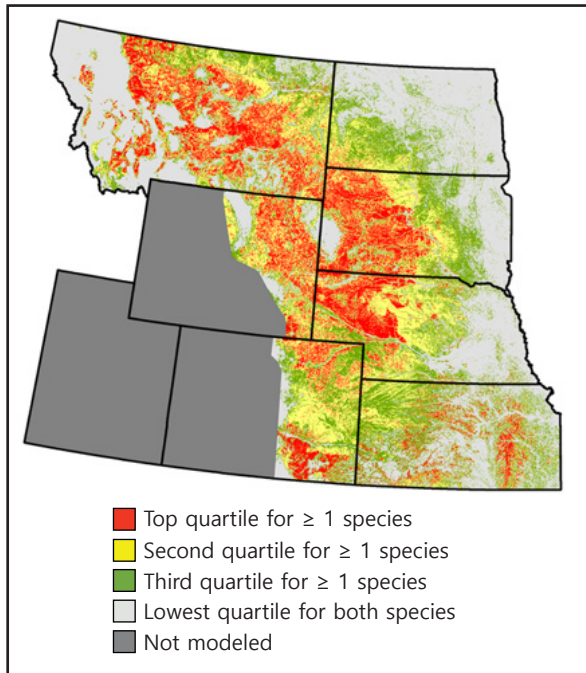 Top quartile for ≥ 1 species
Second quartile for ≥ 1 species
Third quartile for ≥ 1 species
Lowest quartile for both species
Not modeled